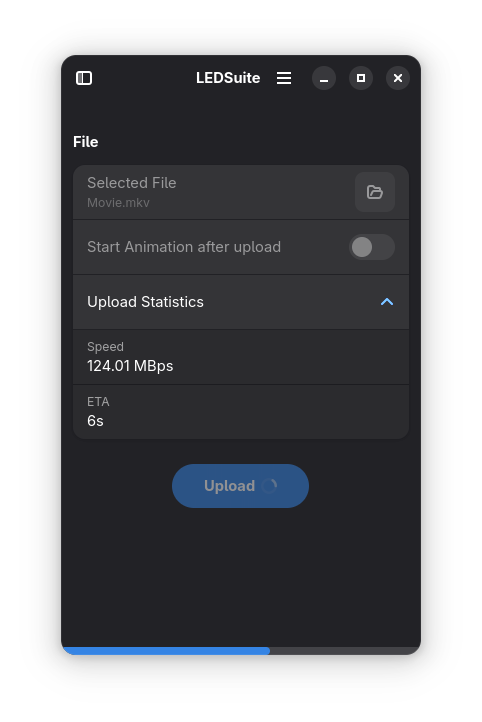 LEDSuite
File
Selected File
Movie.mkv
Start Animation after upload
Upload Statistics
Speed
124.01 MBps
ETA
6s
Upload